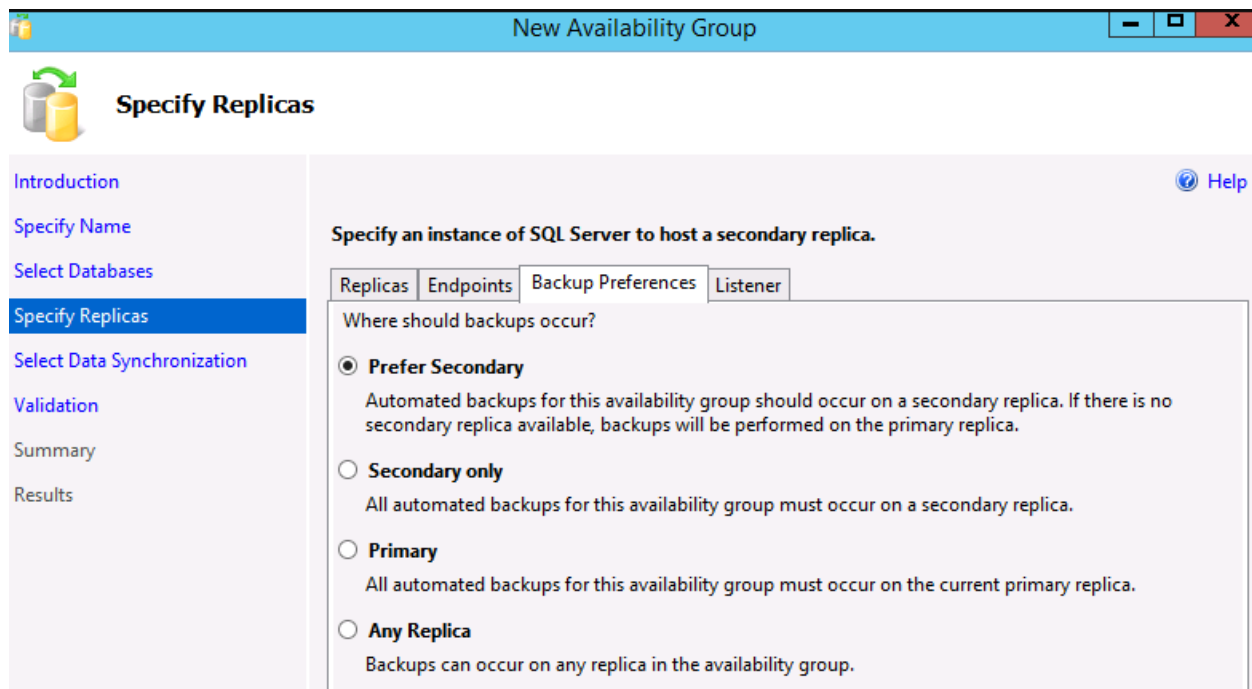 New Availability Group
Specify Replicas
Introduction
Specify Name
Select Databases
Specify Replicas
Select Data Synchronization
Validation
Summary
Results
Help
Specify an instance of SQL Server to host a secondary replica.
Replicas Endpoints Backup Preferences Listener
Where should backups occur?
Prefer Secondary
Automated backups for this availability group should occur on a secondary replica. If there is no
secondary replica available, backups will be performed on the primary replica.
Secondary only
All automated backups for this availability group must occur on a secondary replica.
Primary
All automated backups for this availability group must occur on the current primary replica.
Any Replica
Backups can occur on any replica in the availability group.